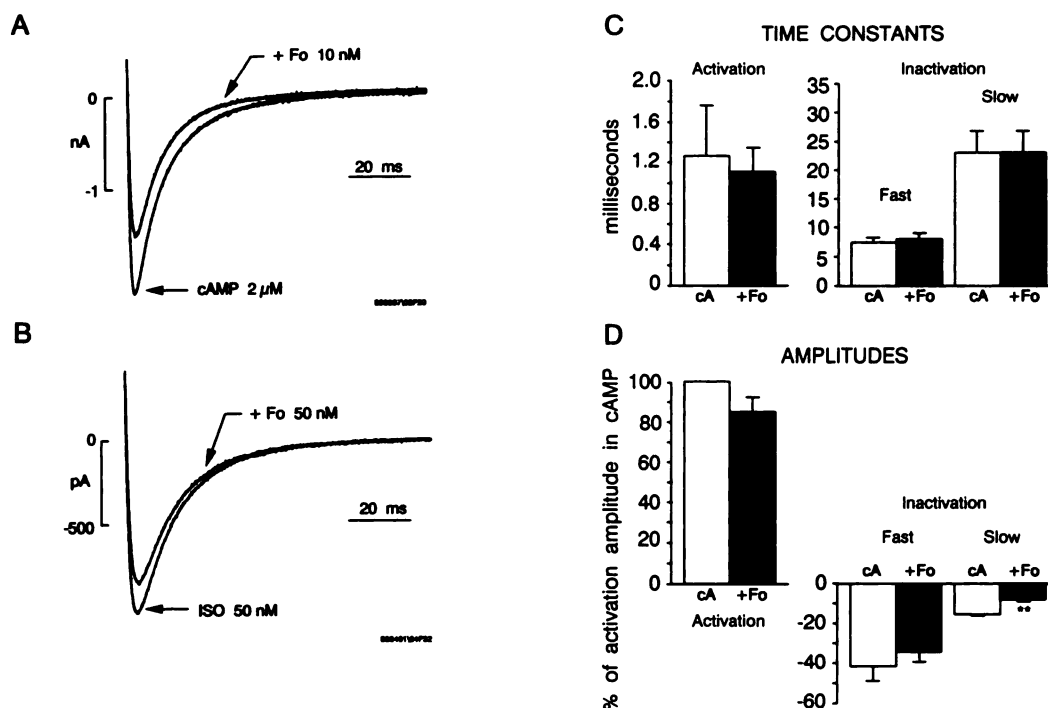 A
+ Fo 10 nM
0
nA
-1
20 ms
cAMP 2 µM
B
+ Fo 50 nM
0
pA
-500
20 ms
ISO 50 nM
C
TIME CONSTANTS
Activation
Inactivation
milliseconds
2.0
1.6
1.2
0.8
0.4
0
cA +Fo
35
30
25
20
15
10
5
0
Slow
Fast
cA +Fo cA +Fo
D
AMPLITUDES
% of activation amplitude in cAMP
100
80
60
40
20
0
cA +Fo
Activation
Inactivation
Fast Slow
cA +Fo cA +Fo
0
-20
-40
-60
**